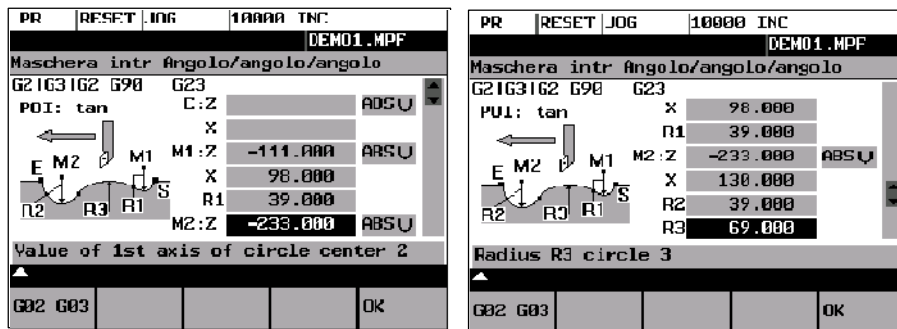 PR RESET JOG 10000 INC
DEMO1.MPF
Maschera intr Angolo/angolo/angolo
G2|G3|G2 G90 G23
POI: tan
E:Z ABS
X
M1:Z -111.000 ABS
X 98.000
R1 39.000
M2:Z -233.000 ABS
E M2 M1 S
R2 R3 R1
Value of 1st axis of circle center 2
G02 G03 OK
PR RESET JOG 10000 INC
DEMO1.MPF
Maschera intr Angolo/angolo/angolo
G2|G3|G2 G90 G23
POI: tan
X 98.000
R1 39.000
M2:Z -233.000 ABS
X 130.000
R2 39.000
R3 69.000
E M2 M1 S
R2 R3 R1
Radius R3 circle 3
G02 G03 OK